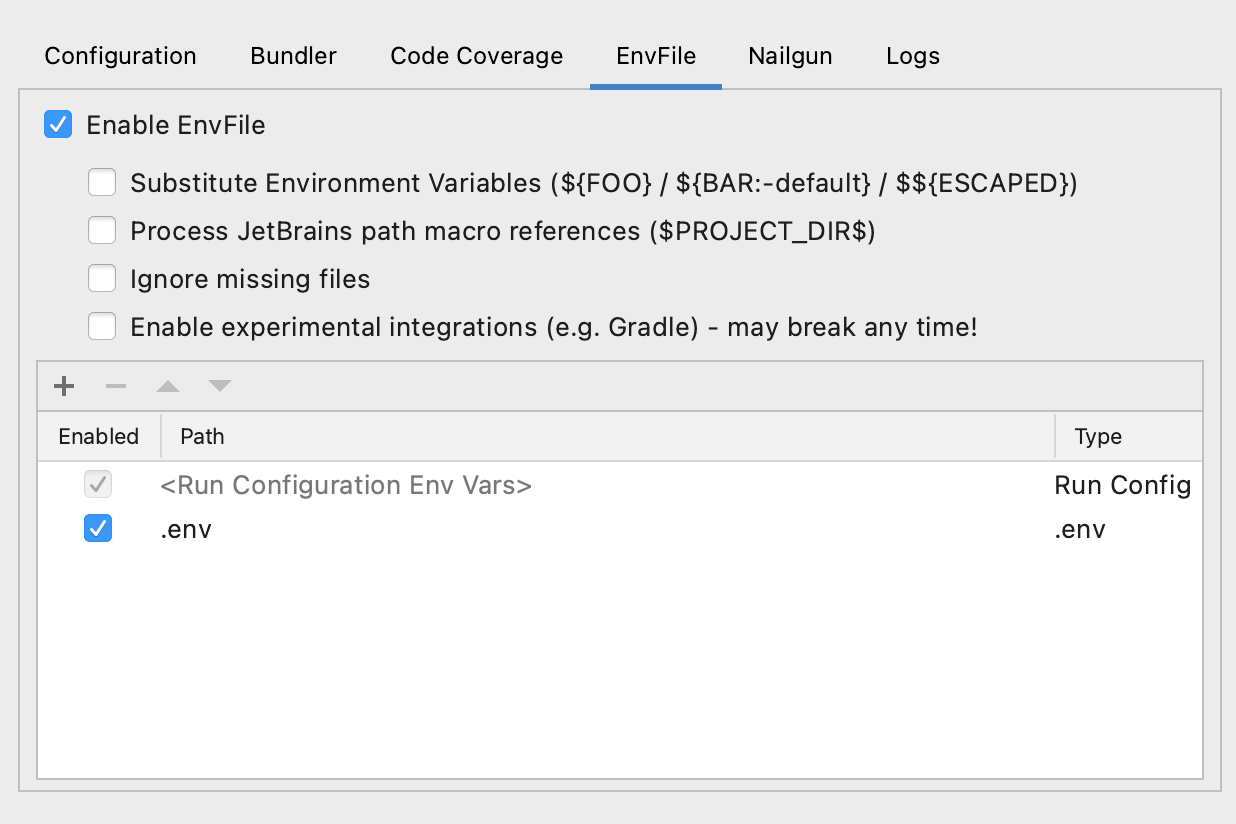 Configuration Bundler Code Coverage EnvFile Nailgun Logs
Enable EnvFile
Substitute Environment Variables (${FOO} / ${BAR:-default} / $${ESCAPED})
Process JetBrains path macro references ($PROJECT_DIR$)
Ignore missing files
Enable experimental integrations (e.g. Gradle) - may break any time!
Enabled Path Type
<Run Configuration Env Vars> Run Config
.env .env